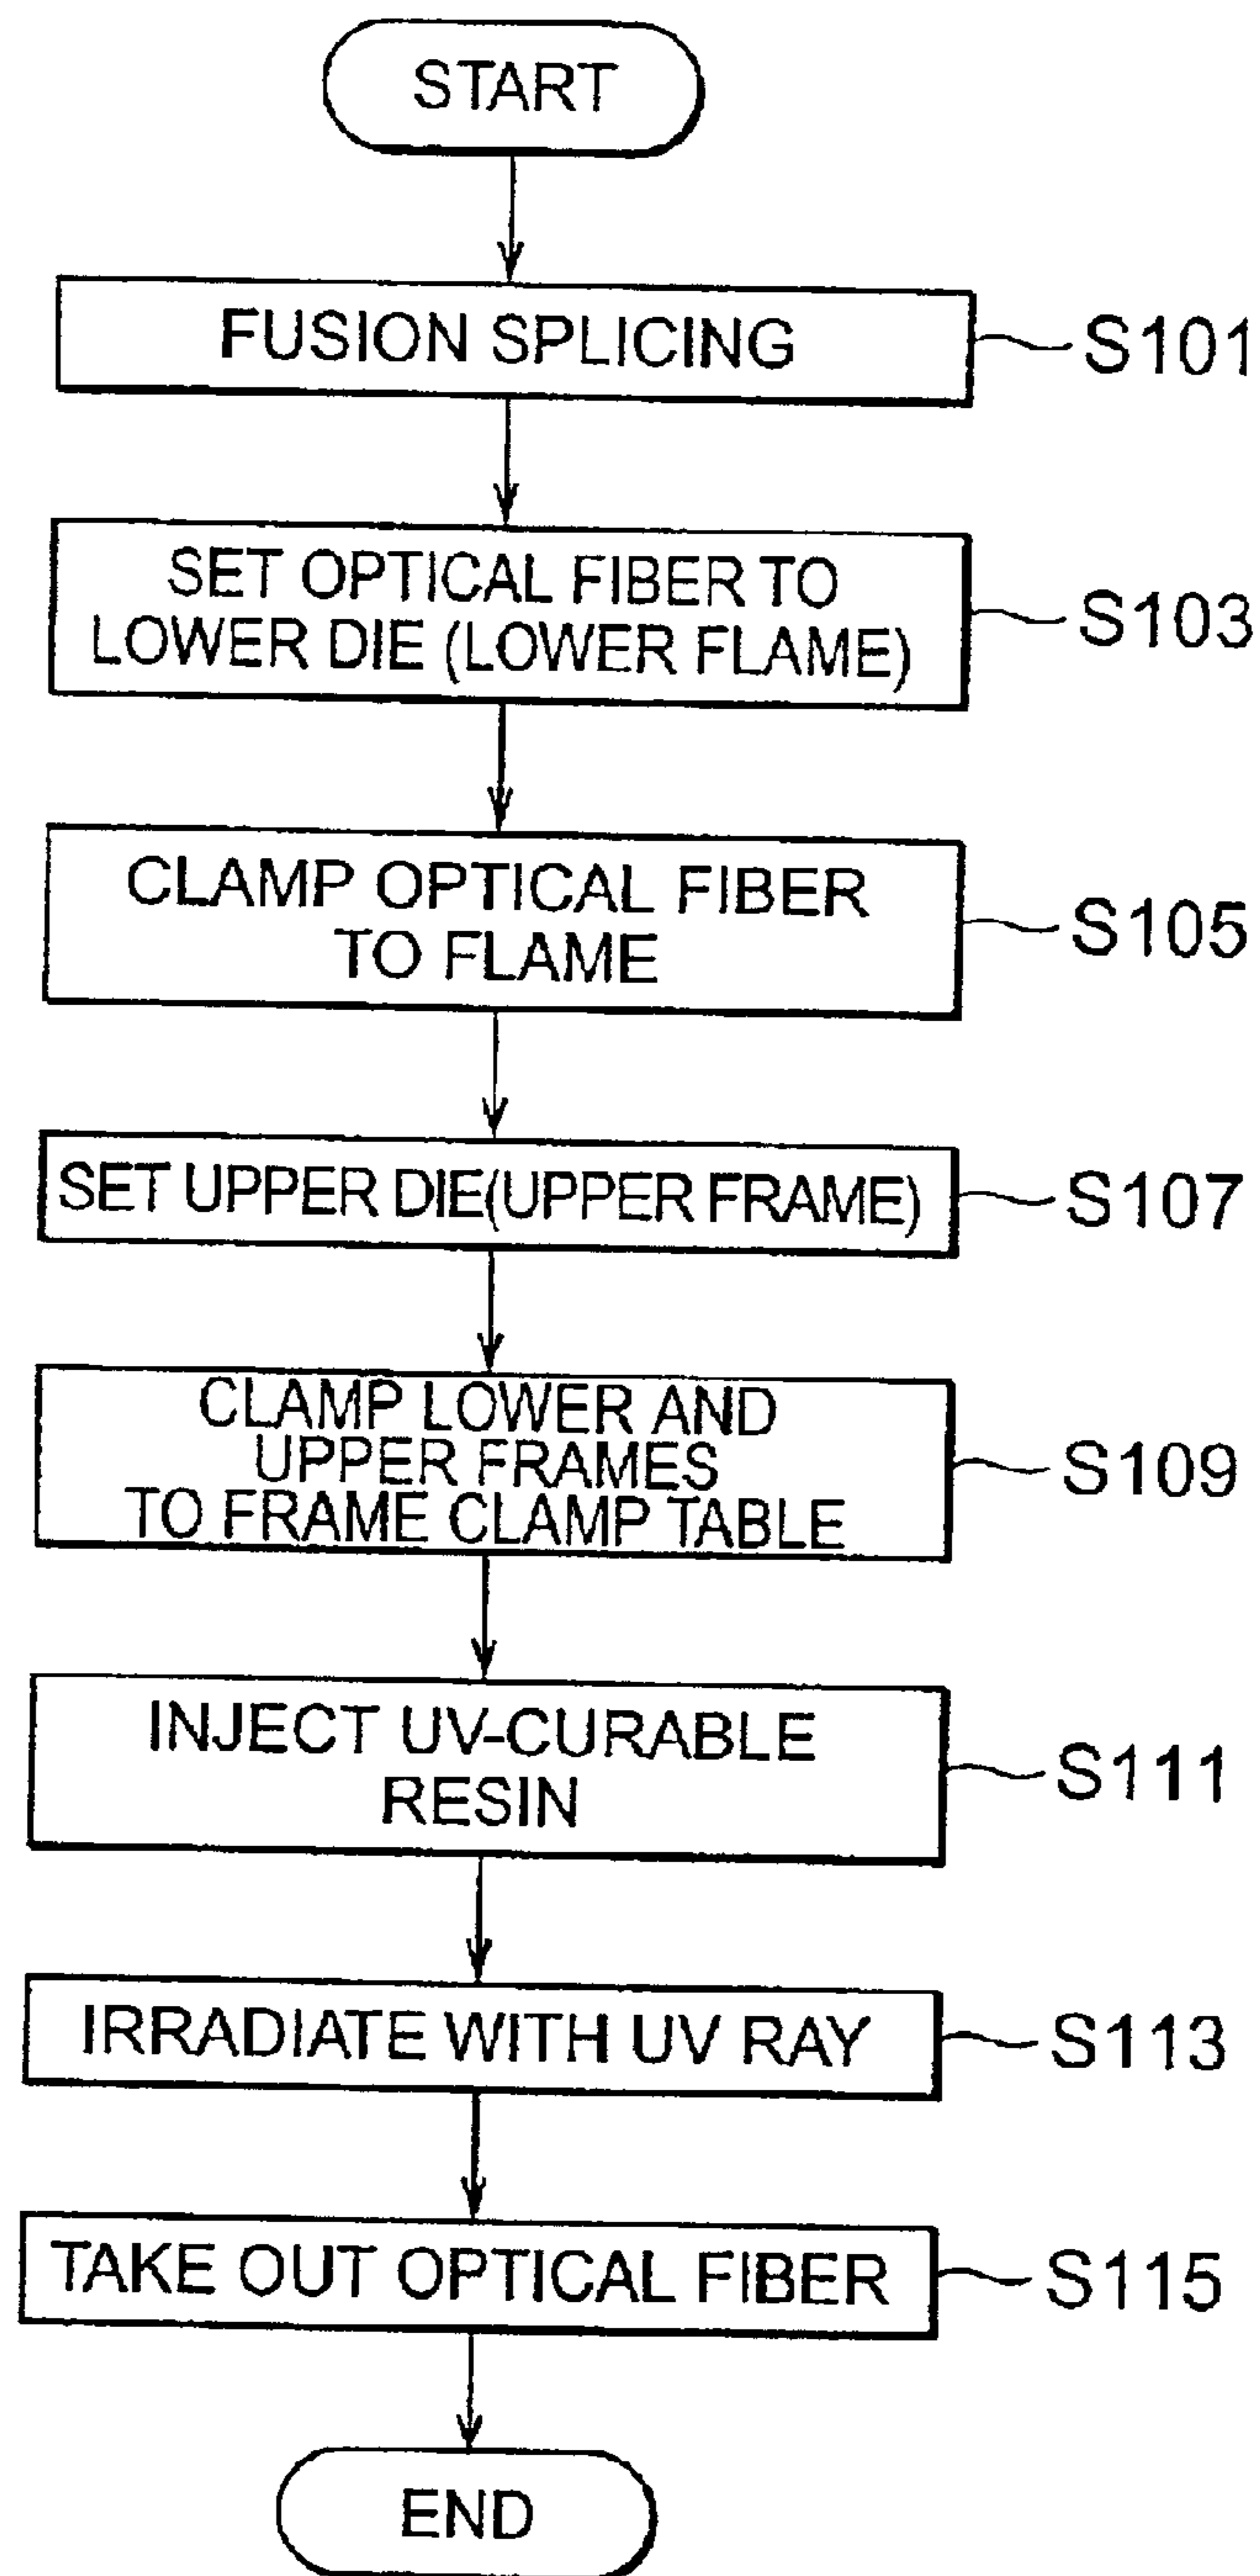 START
FUSION SPLICING
S101
SET OPTICAL FIBER TO
LOWER DIE (LOWER FLAME)
S103
CLAMP OPTICAL FIBER
TO FLAME
S105
SET UPPER DIE(UPPER FRAME)
S107
CLAMP LOWER AND
UPPER FRAMES
TO FRAME CLAMP TABLE
S109
INJECT UV-CURABLE
RESIN
S111
IRRADIATE WITH UV RAY
S113
TAKE OUT OPTICAL FIBER
S115
END